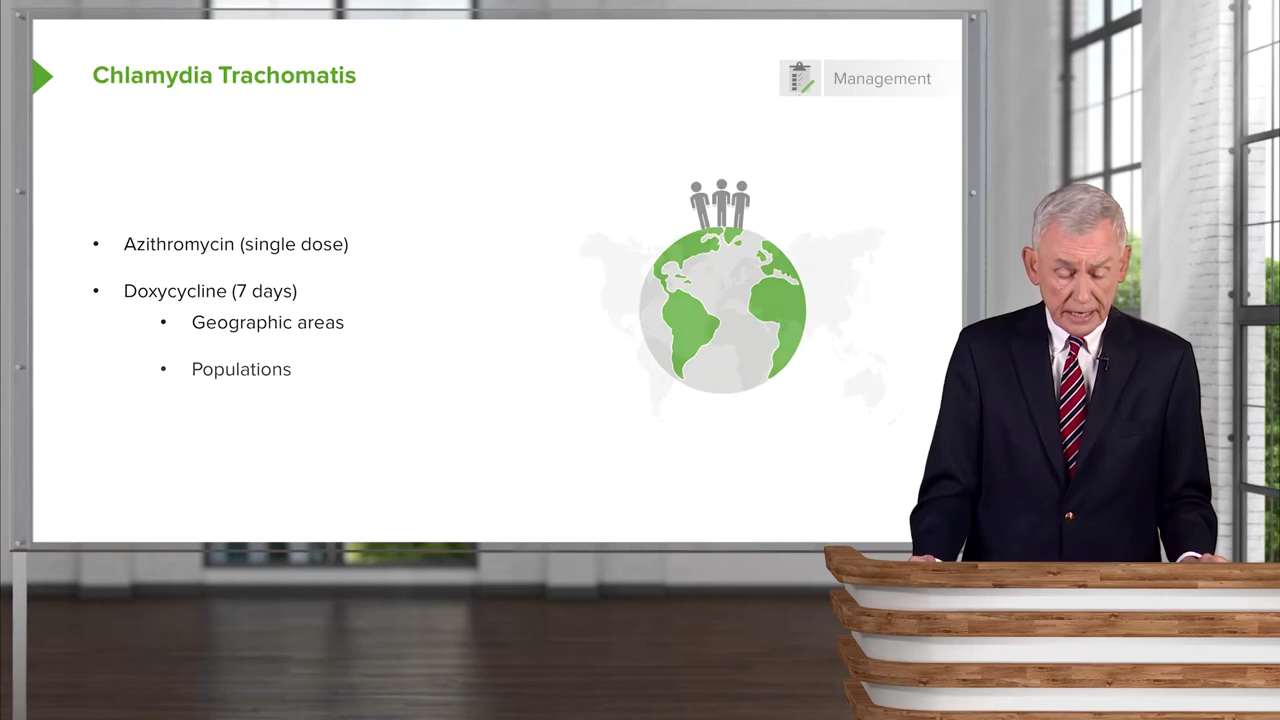 Chlamydia Trachomatis
Management
• Azithromycin (single dose)
• Doxycycline (7 days)
• Geographic areas
• Populations